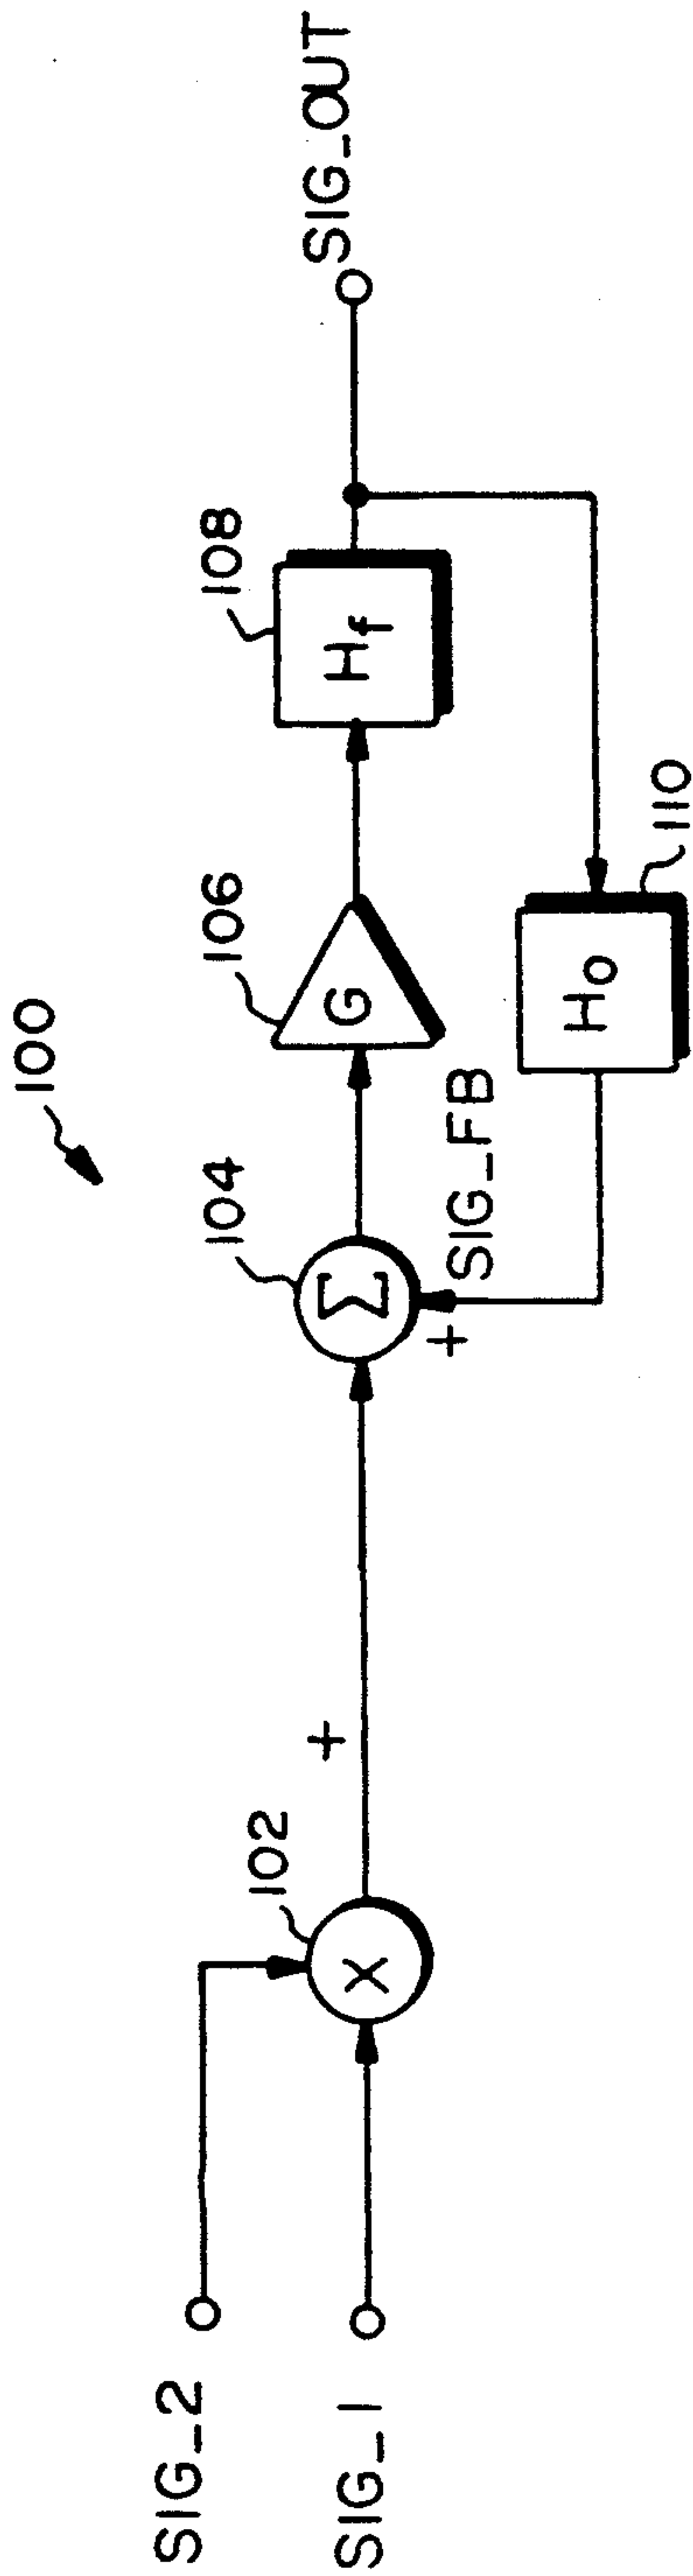 100
SIG_2
SIG_1
102
X
+
104
Σ
+
SIG_FB
106
G
108
Hf
110
HO
SIG_OUT